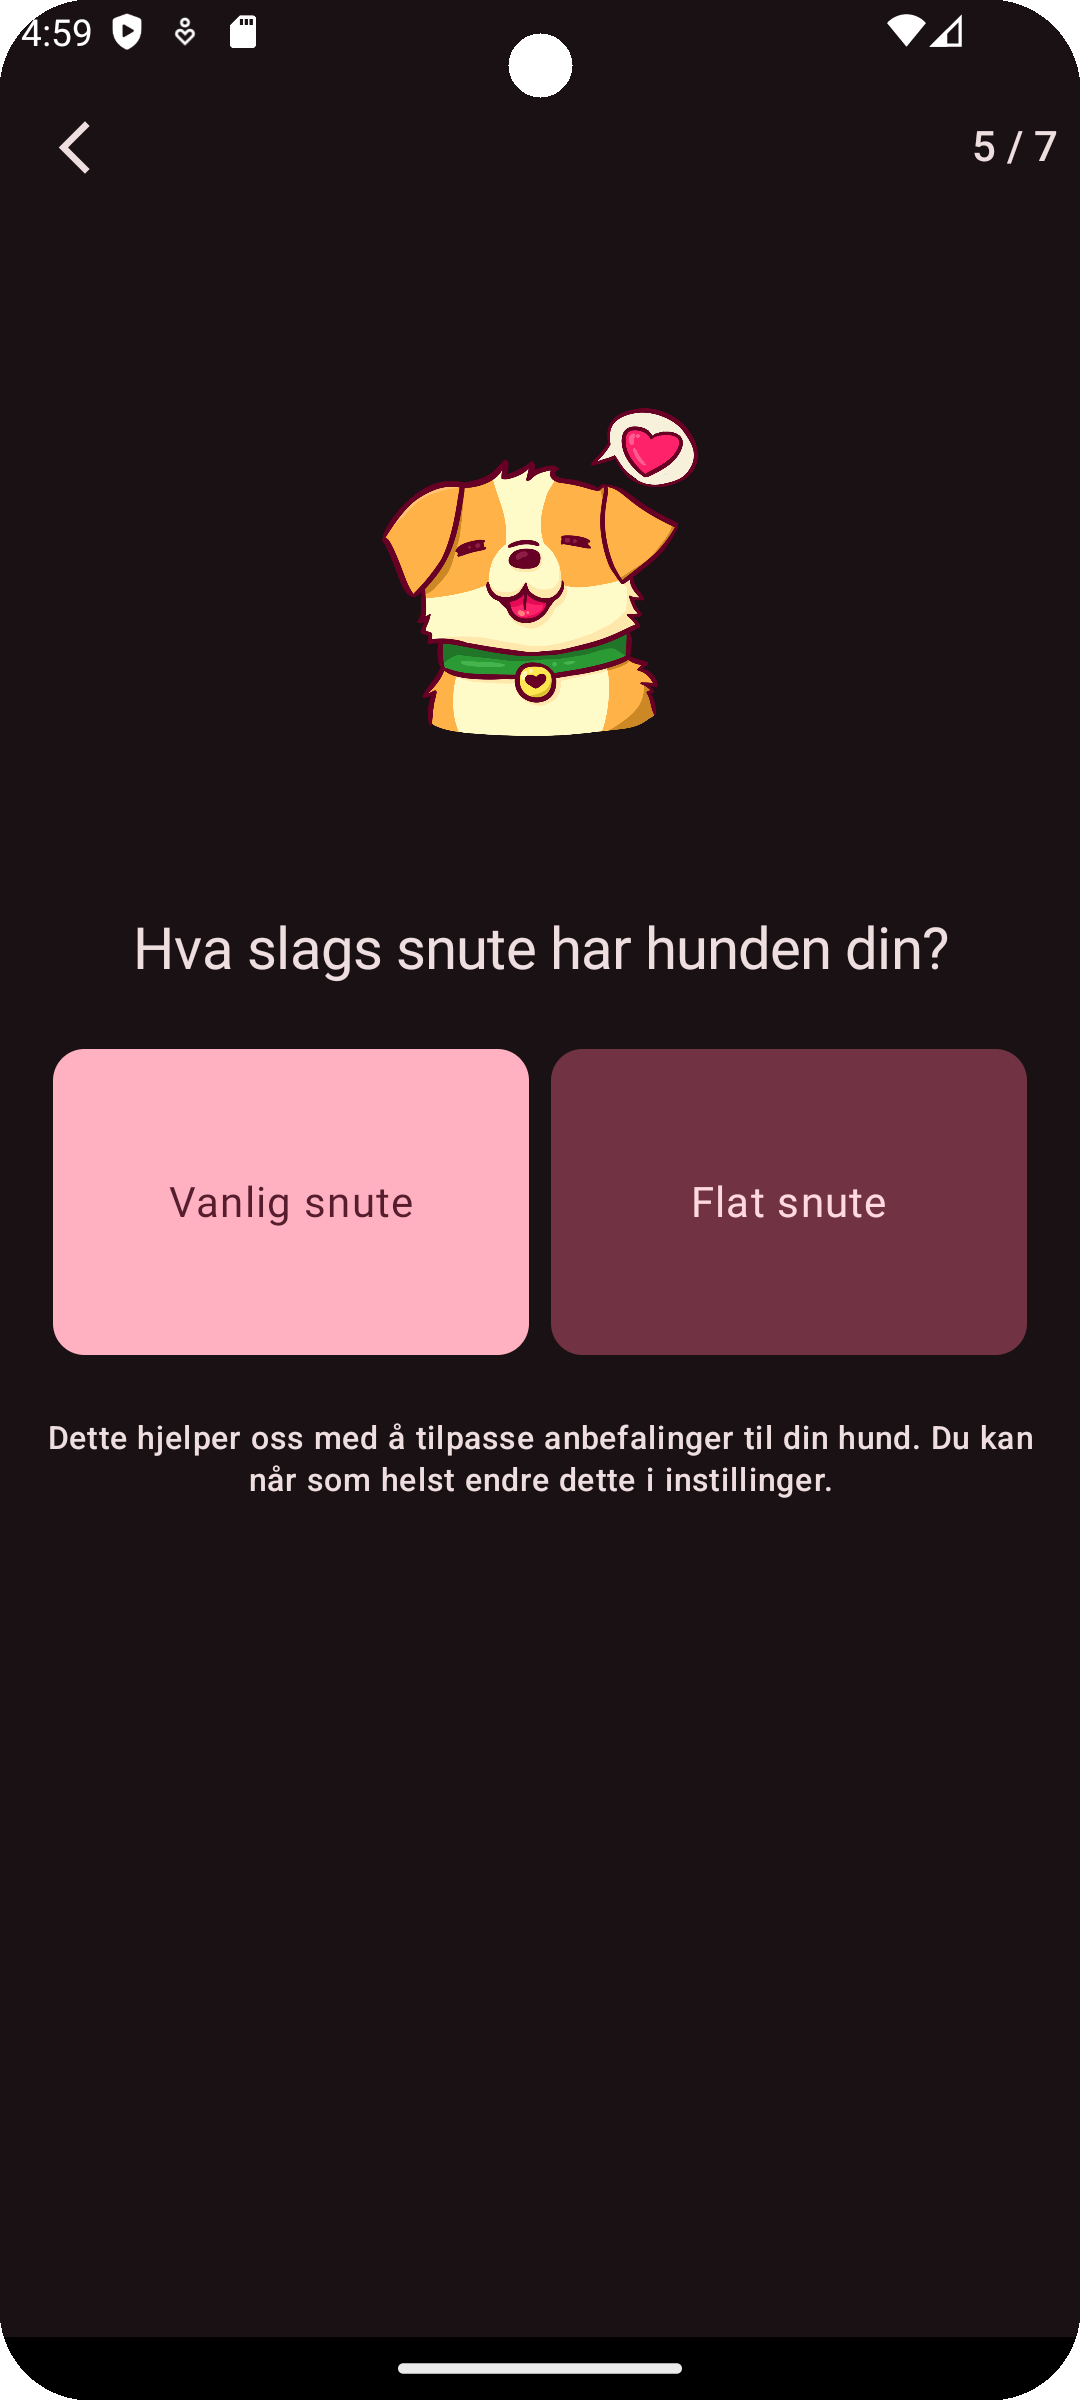 4:59
5 / 7
Hva slags snute har hunden din?
Vanlig snute
Flat snute
Dette hjelper oss med å tilpasse anbefalinger til din hund. Du kan
når som helst endre dette i instillinger.